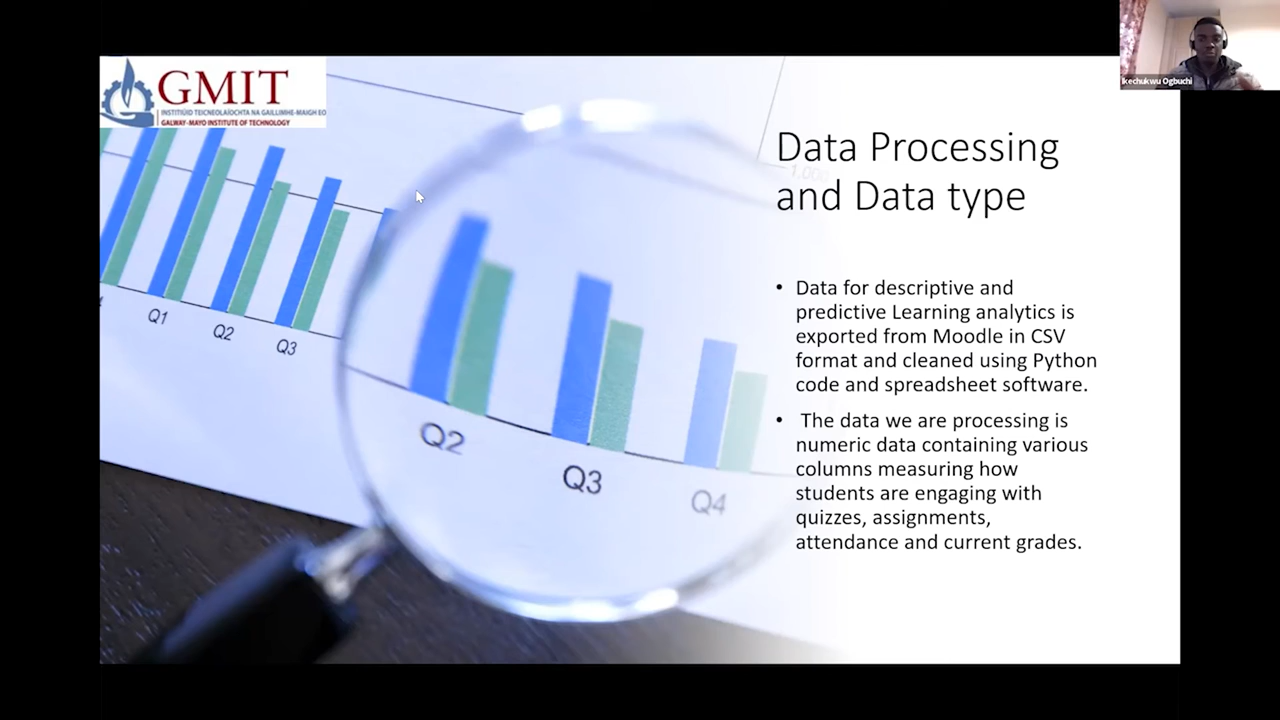 GMIT
INSTITIÚID TEICNEOLAÍOCHTA NA GAILLIMHE-MAIGH EO
GALWAY-MAYO INSTITUTE OF TECHNOLOGY
Ikechukwu Ogbuchi
Data Processing
and Data type
1,000
Q1
Q2
Q3
Q2
Q3
Q4
• Data for descriptive and
predictive Learning analytics is
exported from Moodle in CSV
format and cleaned using Python
code and spreadsheet software.
• The data we are processing is
numeric data containing various
columns measuring how
students are engaging with
quizzes, assignments,
attendance and current grades.